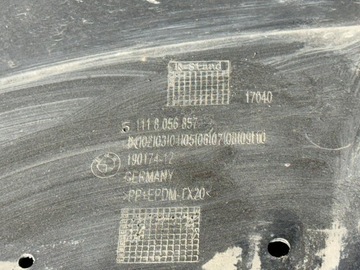 K-Stand
17040
5 111 8 056 857
190174-12
GERMANY
>PP+EPDM-TX20<